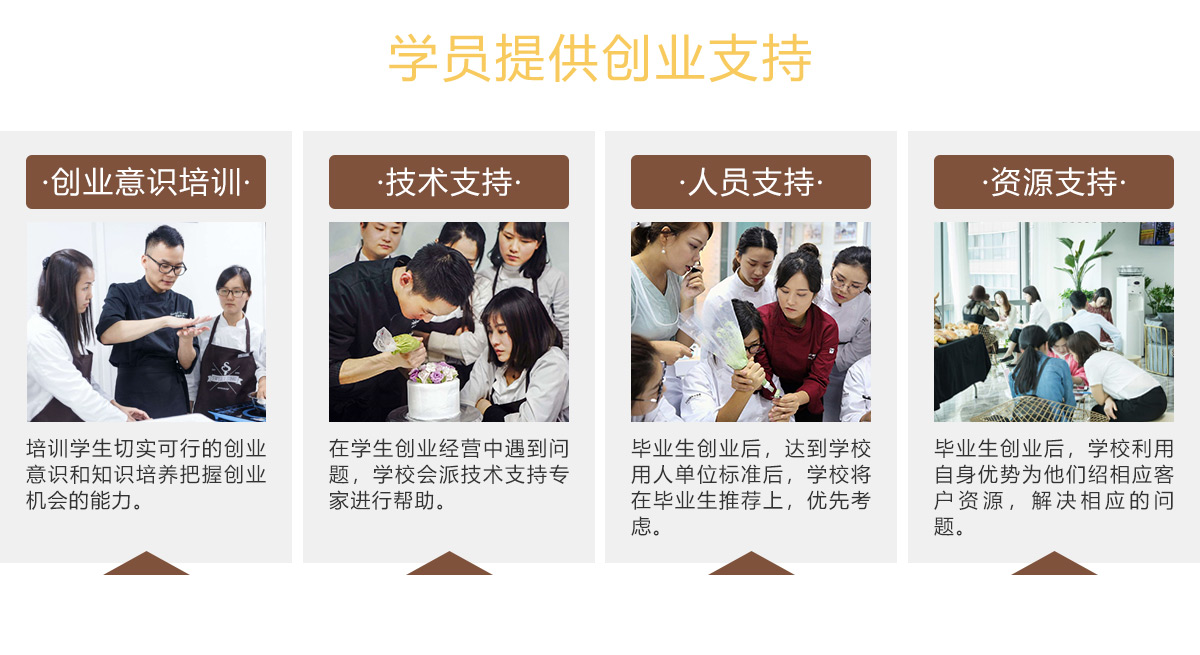 学员提供创业支持
·创业意识培训·
培训学生切实可行的创业
意识和知识培养把握创业
机会的能力。
·技术支持·
在学生创业经营中遇到问
题，学校会派技术支持专
家进行帮助。
·人员支持·
毕业生创业后，达到学校
用人单位标准后，学校将
在毕业生推荐上，优先考
虑。
·资源支持·
毕业生创业后，学校利用
自身优势为他们绍相应客
户资源，解决相应的问
题。